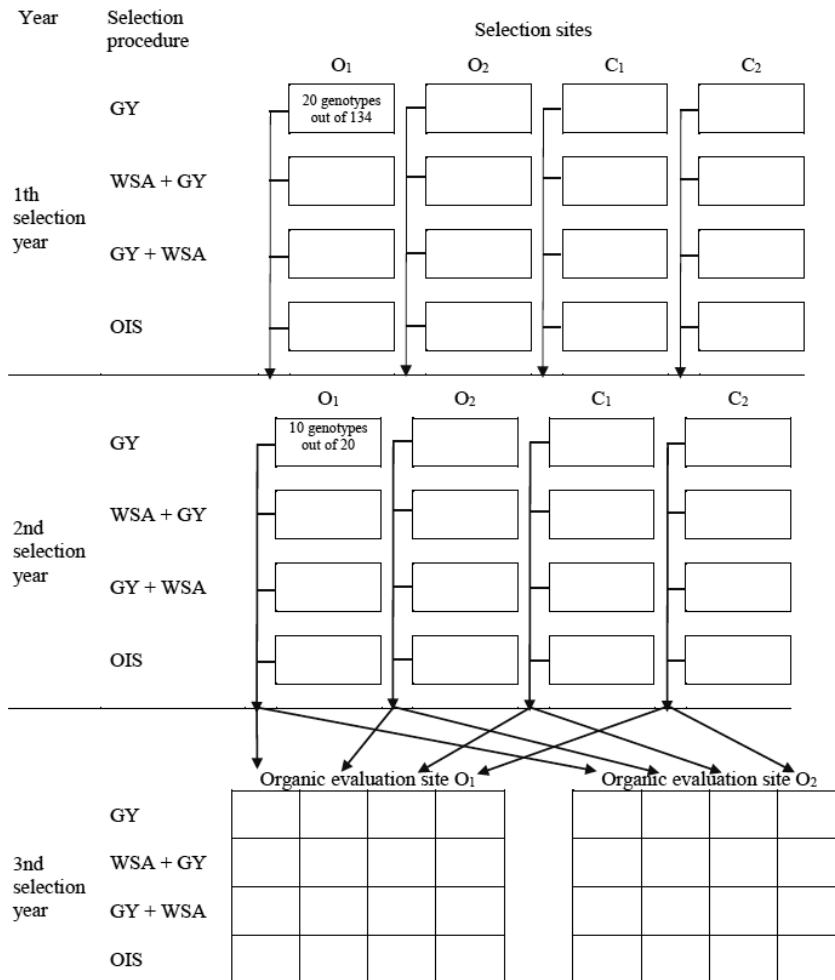 Year
Selection
procedure
Selection sites
O₁ O₂ C₁ C₂
GY
20 genotypes
out of 134
WSA + GY
1th
selection
year
GY + WSA
OIS
O₁ O₂ C₁ C₂
GY
10 genotypes
out of 20
WSA + GY
2nd
selection
year
GY + WSA
OIS
Organic evaluation site O₁ Organic evaluation site O₂
GY
WSA + GY
3nd
selection
year
GY + WSA
OIS